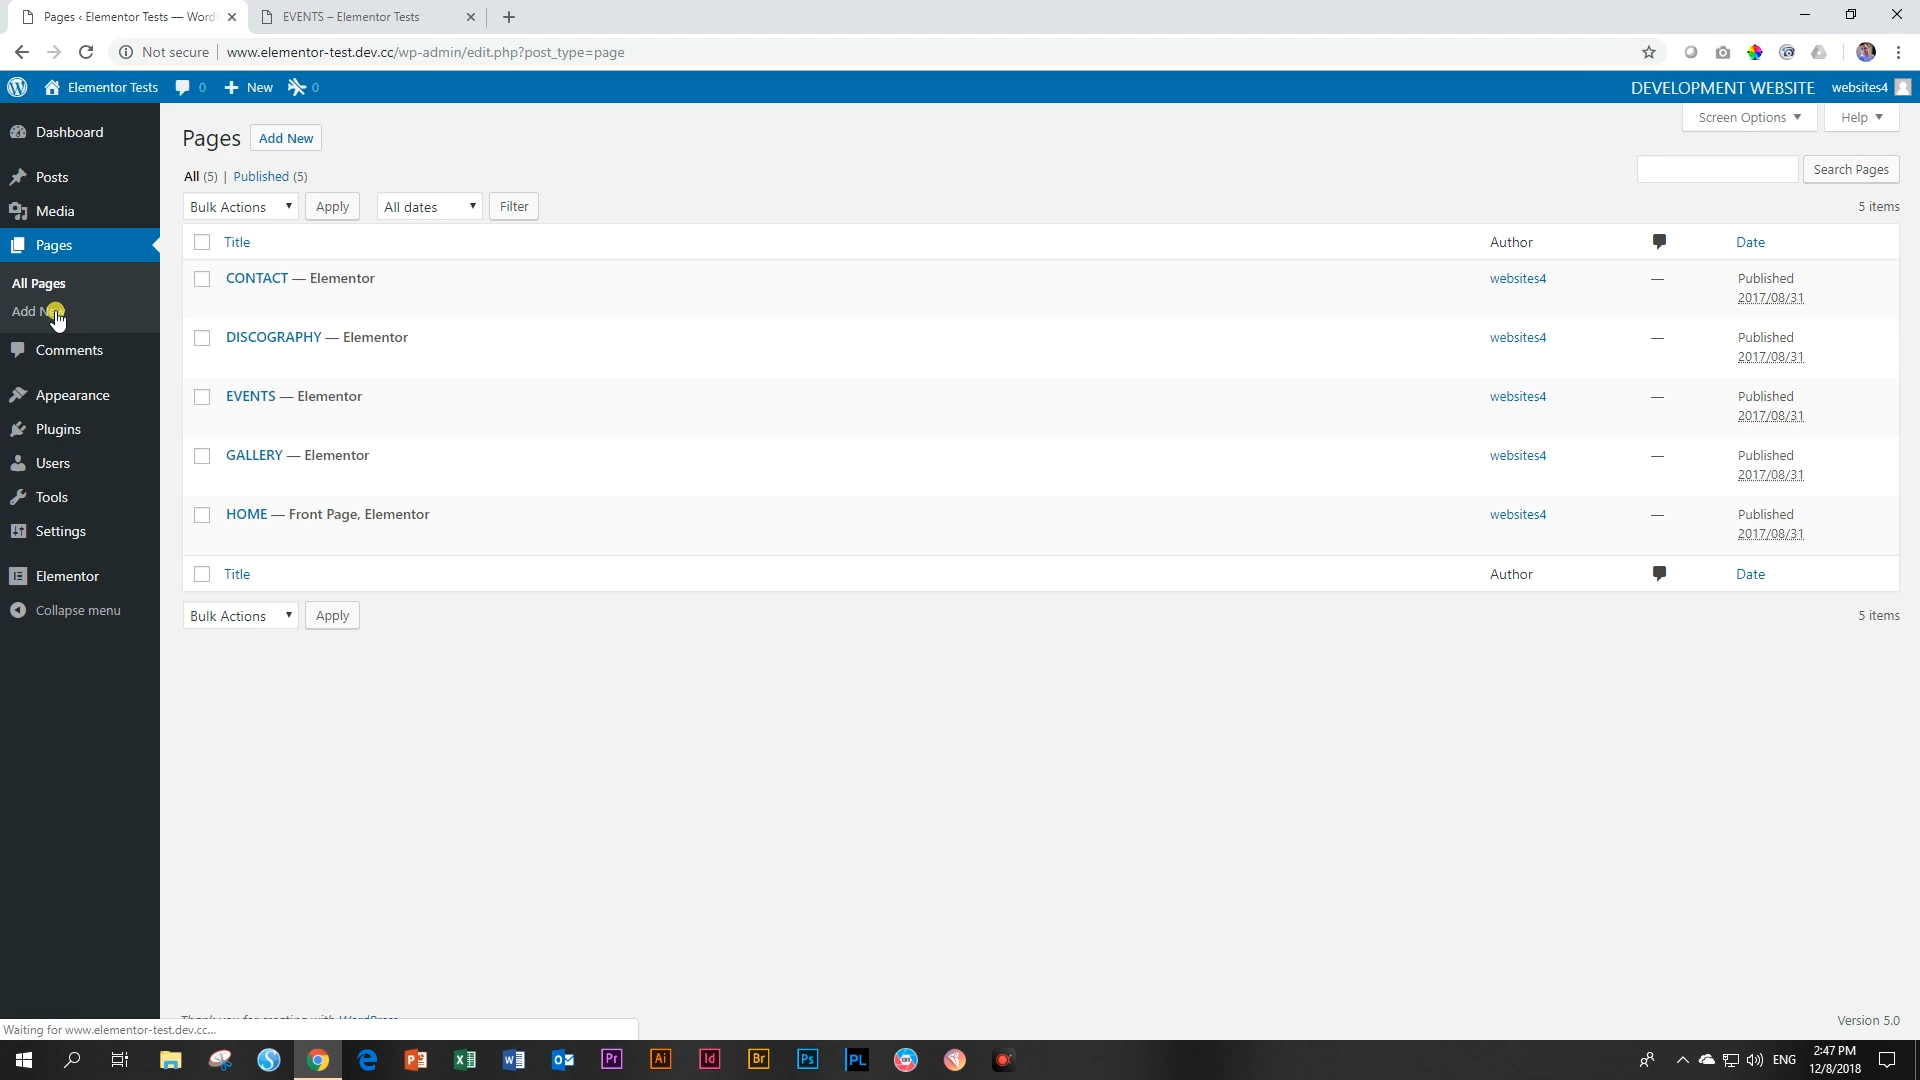 Pages ‹ Elementor Tests — Word
EVENTS – Elementor Tests
Not secure
www.elementor-test.dev.cc/wp-admin/edit.php?post_type=page
Elementor Tests
0
New
0
DEVELOPMENT WEBSITE
websites4
Dashboard
Posts
Media
Pages
All Pages
Add
Comments
Appearance
Plugins
Users
Tools
Settings
Elementor
Collapse menu
Screen Options
Help
Pages
Add New
All (5) | Published (5)
Search Pages
Bulk Actions
Apply
All dates
Filter
5 items
Title
Author
Date
CONTACT — Elementor
websites4
—
Published
2017/08/31
DISCOGRAPHY — Elementor
websites4
—
Published
2017/08/31
EVENTS — Elementor
websites4
—
Published
2017/08/31
GALLERY — Elementor
websites4
—
Published
2017/08/31
HOME — Front Page, Elementor
websites4
—
Published
2017/08/31
Title
Author
Date
Bulk Actions
Apply
5 items
Version 5.0
Waiting for www.elementor-test.dev.cc...
Pr
Ai
Id
Br
Ps
PL
ENG
2:47 PM
12/8/2018